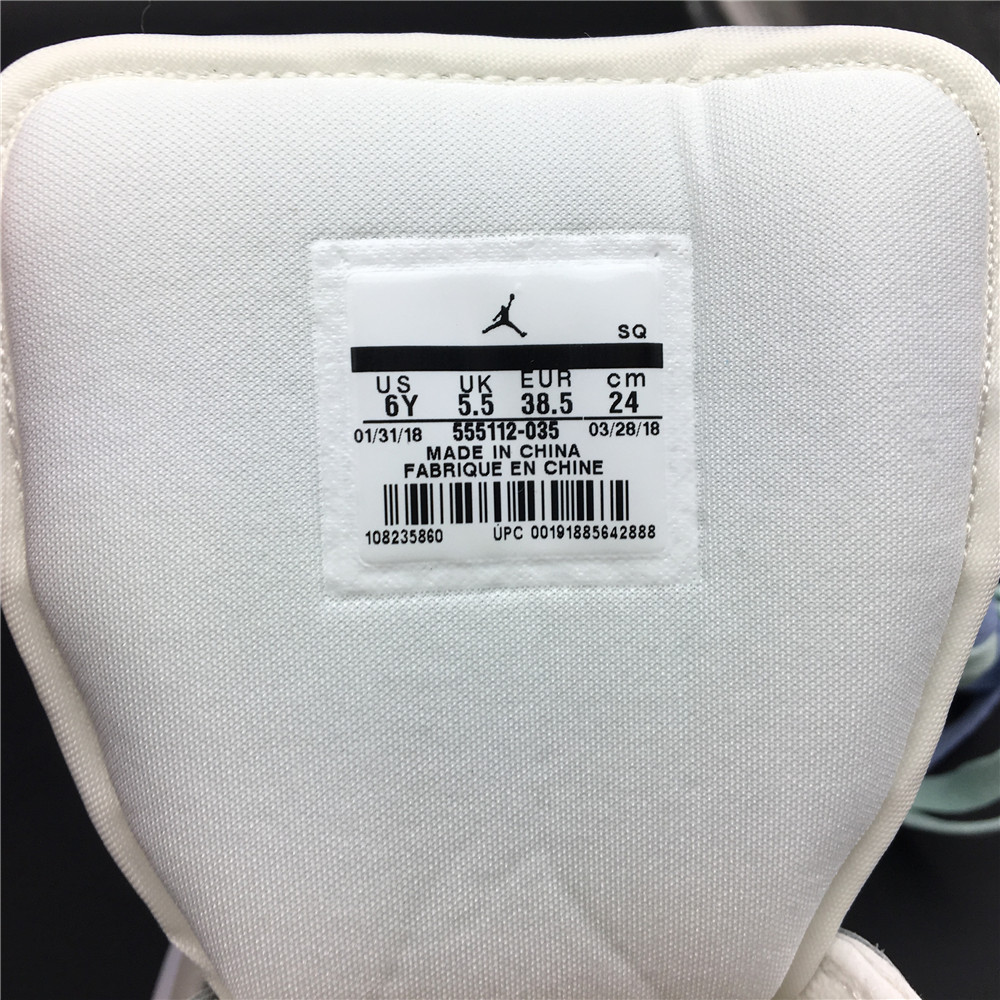 SQ
US UK EUR cm
6Y 5.5 38.5 24
01/31/18 555112-035 03/28/18
MADE IN CHINA
FABRIQUE EN CHINE
108235860 UPC 00191885642888